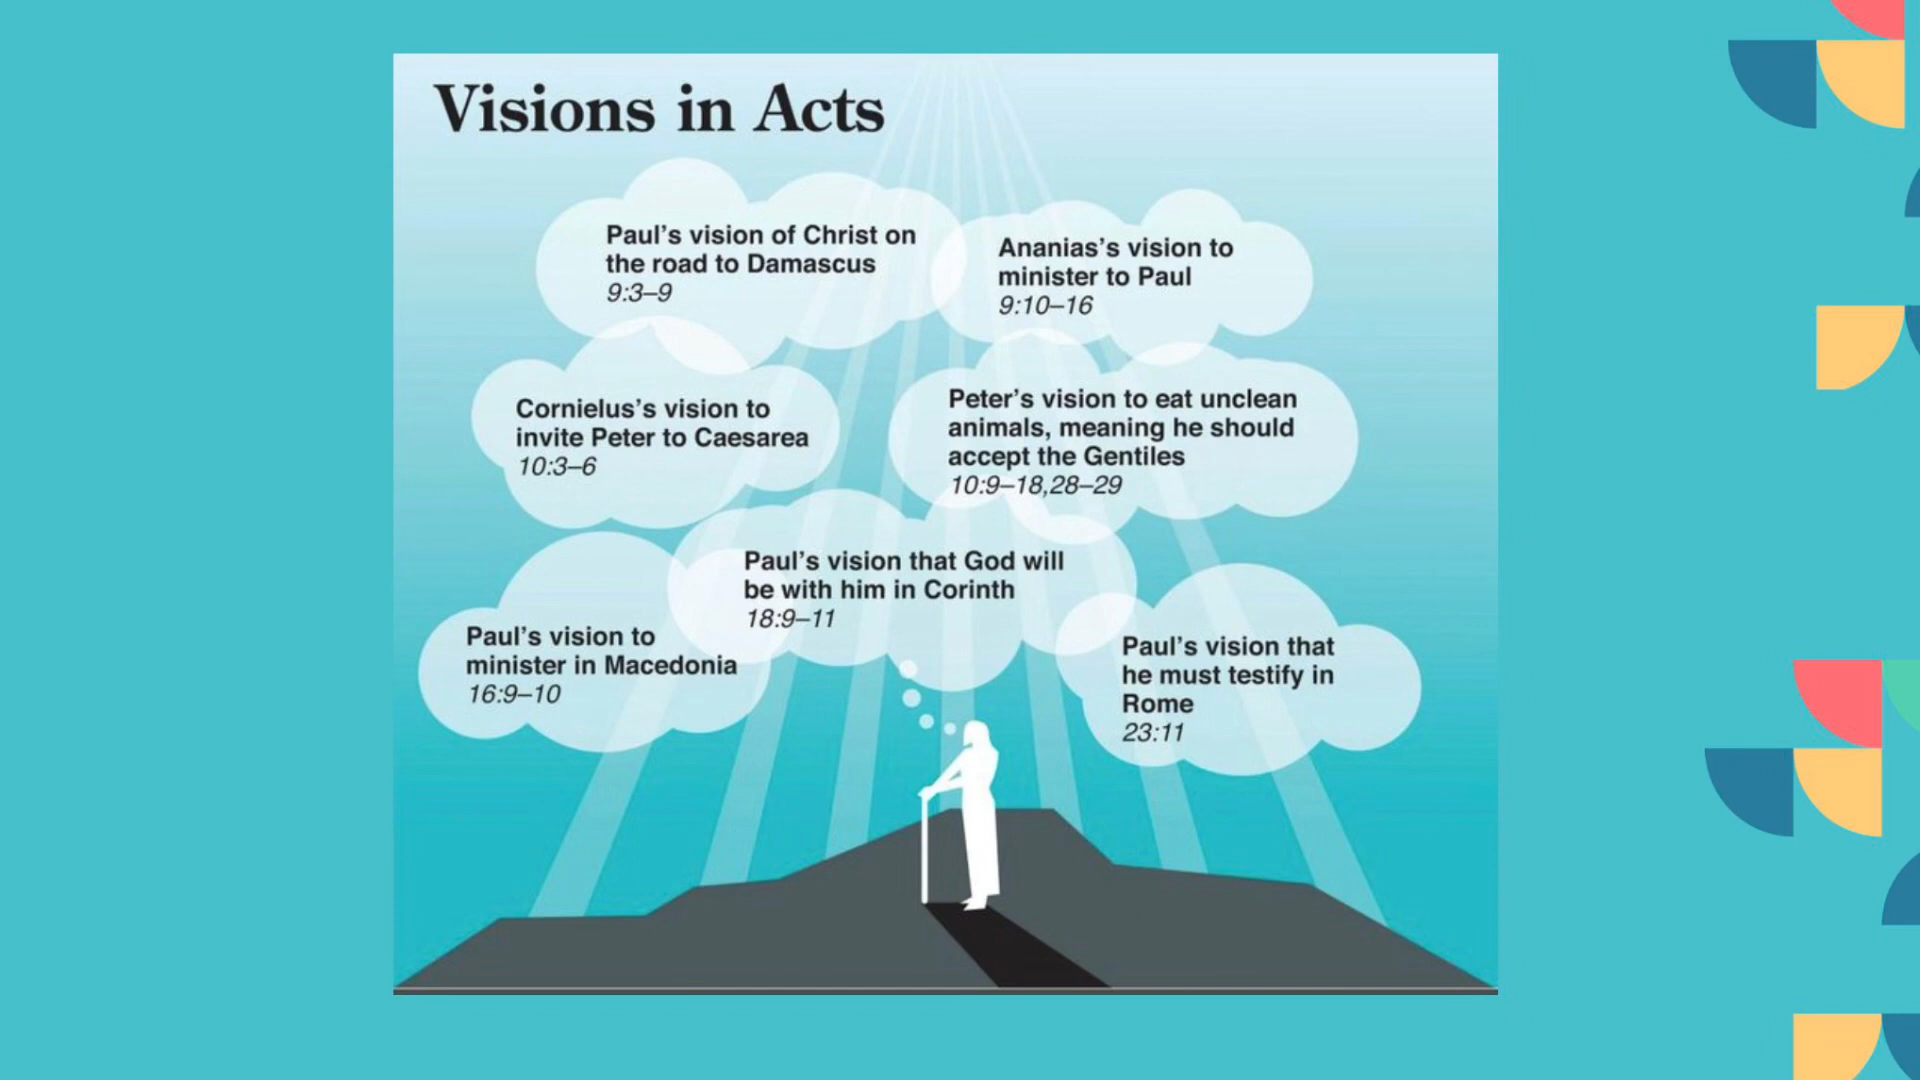 Visions in Acts
Paul’s vision of Christ on
the road to Damascus
9:3–9
Ananias’s vision to
minister to Paul
9:10–16
Cornielus’s vision to
invite Peter to Caesarea
10:3–6
Peter’s vision to eat unclean
animals, meaning he should
accept the Gentiles
10:9–18,28–29
Paul’s vision that God will
be with him in Corinth
18:9–11
Paul’s vision to
minister in Macedonia
16:9–10
Paul’s vision that
he must testify in
Rome
23:11